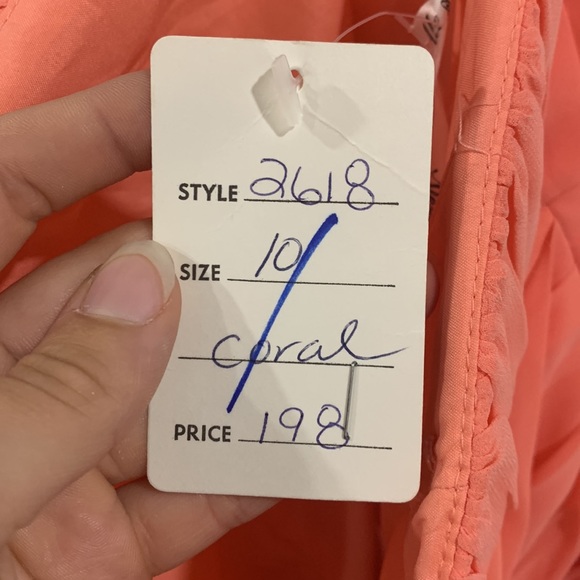 STYLE 2618
SIZE 10
coral
PRICE 198